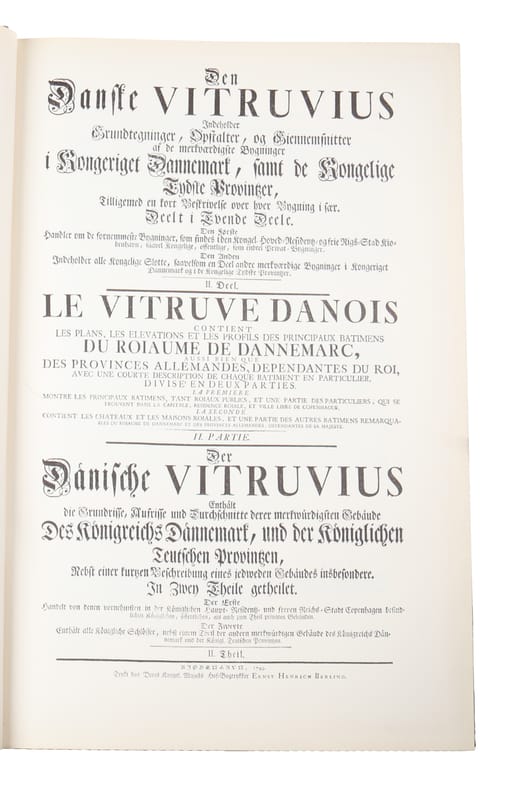 Den
Danske VITRUVIUS
Indeholder
Grundtegninger, Opstalter, og Giennemsnitter
af de merkværdigste Bygninger
i Kongeriget Dannemark, samt de Kongelige
Tydske Provintzer,
Tilligemed en kort Beskrivelse over hver Bygning i sær.
Deelt i Tvende Deele.
Den Første
Handler om de fornemmeste Bygninger, som findes i den Kongel. Hoved-Residentz- og frie Rigs-Stad Kio-
benhavn, saavel Kongelige, offentlige, som endeel Privat-Bygninger.
Den Anden
Indeholder alle Kongelige Slotte, saavelsom en Deel andre merkværdige Bygninger i Kongeriget
Dannemark og i de Kongelige Tydske Provintzer.
II. Deel.
LE VITRUVE DANOIS
CONTIENT
LES PLANS, LES ELEVATIONS ET LES PROFILS DES PRINCIPAUX BATIMENS
DU ROIAUME DE DANNEMARC,
AUSSI BIEN QUE
DES PROVINCES ALLEMANDES, DEPENDANTES DU ROI,
AVEC UNE COURTE DESCRIPTION DE CHAQUE BATIMENT EN PARTICULIER,
DIVISE' EN DEUX PARTIES.
LA PREMIERE
MONTRE LES PRINCIPAUX BATIMENS, TANT ROIAUX PUBLICS, ET UNE PARTIE DES PARTICULIERS, QUI SE
TROUVENT DANS LA CAPITALE, RESIDENCE ROIALE, ET VILLE LIBRE DE COPENHAGUE,
LA SECONDE
CONTIENT LES CHATEAUX ET LES MAISONS ROIALES, ET UNE PARTIE DES AUTRES BATIMENS REMARQUA-
BLES DU ROIAUME DE DANNEMARC ET DES PROVINCES ALLEMANDES, DEPENDANTES DE SA MAJESTE.
II. PARTIE.
Der
Dänische VITRUVIUS
Enthält
die Grundrisse, Aufrisse und Durchschnitte derer merkwürdigsten Gebäude
Des Königreichs Dännemark, und der Königlichen
Teutschen Provintzen,
Nebst einer kurtzen Beschreibung eines jedweden Gebäudes insbesondere.
In Zwey Theile getheilet.
Der Erste
Handelt von denen vornehmsten in der Königlichen Haupt- Residentz- und freyen Reichs-Stadt Copenhagen befind-
lichen Königlichen, öffentlichen, als auch zum Theil privaten Gebäuden.
Der Zweyte
Enthält alle Königliche Schlösser, nebst einem Theil der andern merkwürdigen Gebäude des Königreichs Dän-
nemark und der Königl. Teutschen Provintzen.
II. Theil.
KIØBENHAVN, 1749.
Trykt hos Deres Kongel. Majests Hof-Bogtrykker ERNST HENRICH BERLING.